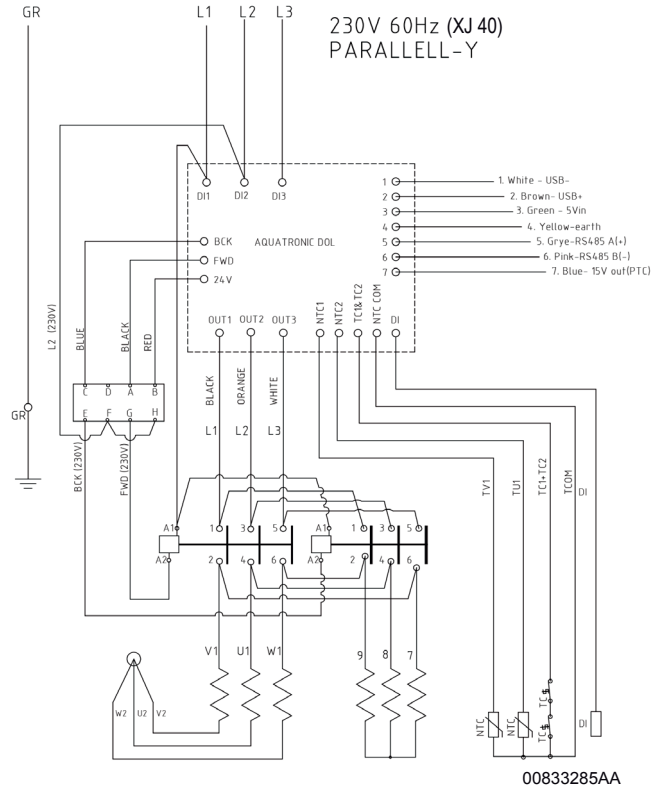 GR L1 L2 L3
230V 60Hz (XJ 40)
PARALLELL-Y
DI1 DI2 DI3
1 1. White - USB-
2 2. Brown- USB+
3 3. Green - 5Vin
4 4. Yellow-earth
5 5. Grye-RS485 A(+)
6 6. Pink-RS485 B(-)
7 7. Blue- 15V out(PTC)
BCK AQUATRONIC DOL
FWD
24V
OUT1 OUT2 OUT3 NTC1 NTC2 TC1&TC2 NTC COM DI
L2 (230V) BLUE BLACK RED
BLACK ORANGE WHITE
C D A B
E F G H
GR
L1 L2 L3
BCK (230V) FWD (230V)
TV1 TU1 TC1+TC2 TCOM DI
A1 1 3 5 A1 1 3 5
A2 2 4 6 A2 2 4 6
V1 U1 W1 9 8 7
W2 U2 V2
NTC NTC TC TC DI
00833285AA